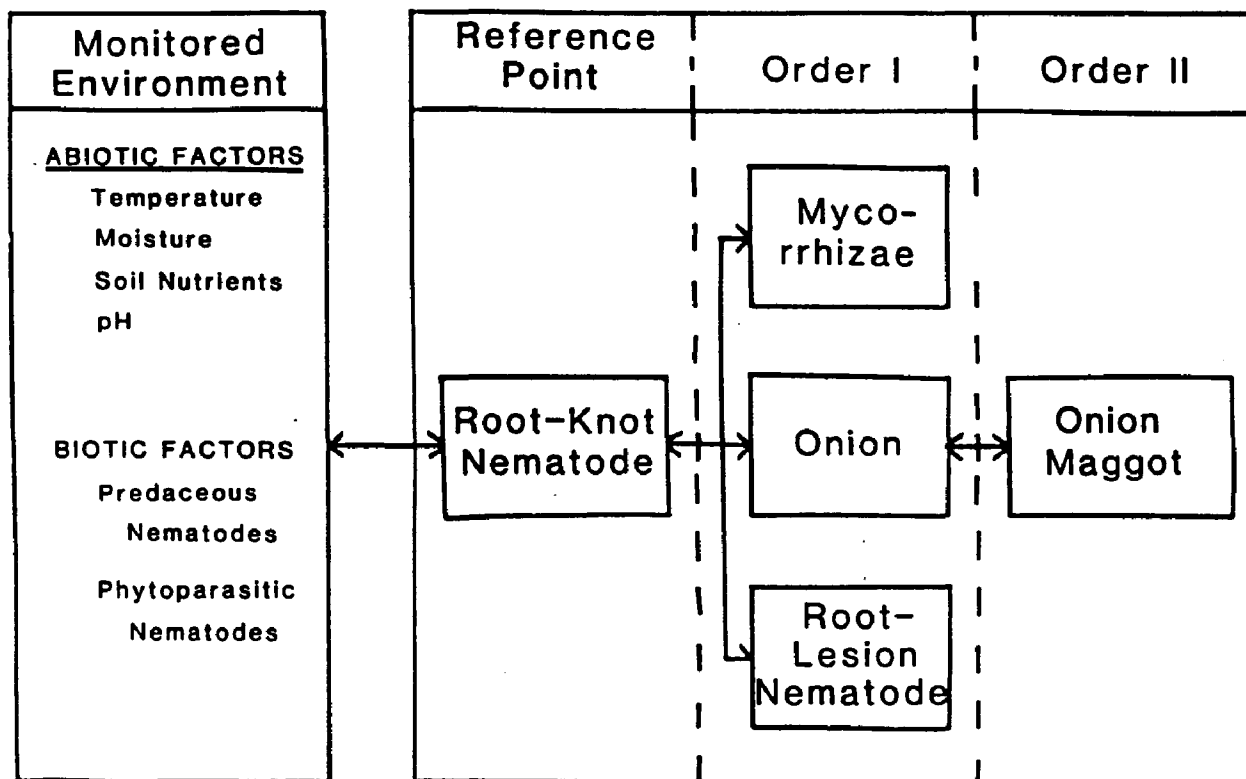 Monitored
Environment
ABIOTIC FACTORS
Temperature
Moisture
Soil Nutrients
pH
BIOTIC FACTORS
Predaceous
Nematodes
Phytoparasitic
Nematodes
Reference
Point
Root-Knot
Nematode
Order I
Myco-
rrhizae
Onion
Root-
Lesion
Nematode
Order II
Onion
Maggot